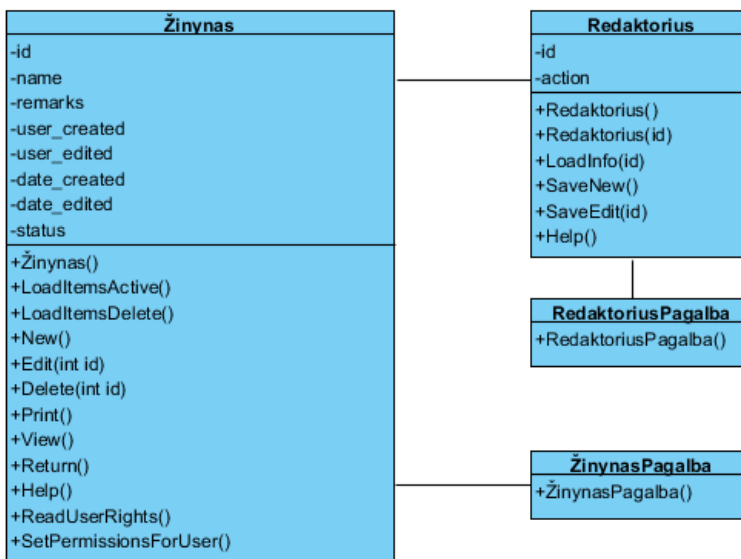 Žinynas
-id
-name
-remarks
-user_created
-user_edited
-date_created
-date_edited
-status
+Žinynas()
+LoadItemsActive()
+LoadItemsDelete()
+New()
+Edit(int id)
+Delete(int id)
+Print()
+View()
+Return()
+Help()
+ReadUserRights()
+SetPermissionsForUser()
Redaktorius
-id
-action
+Redaktorius()
+Redaktorius(id)
+LoadInfo(id)
+SaveNew()
+SaveEdit(id)
+Help()
RedaktoriusPagalba
+RedaktoriusPagalba()
ŽinynasPagalba
+ŽinynasPagalba()